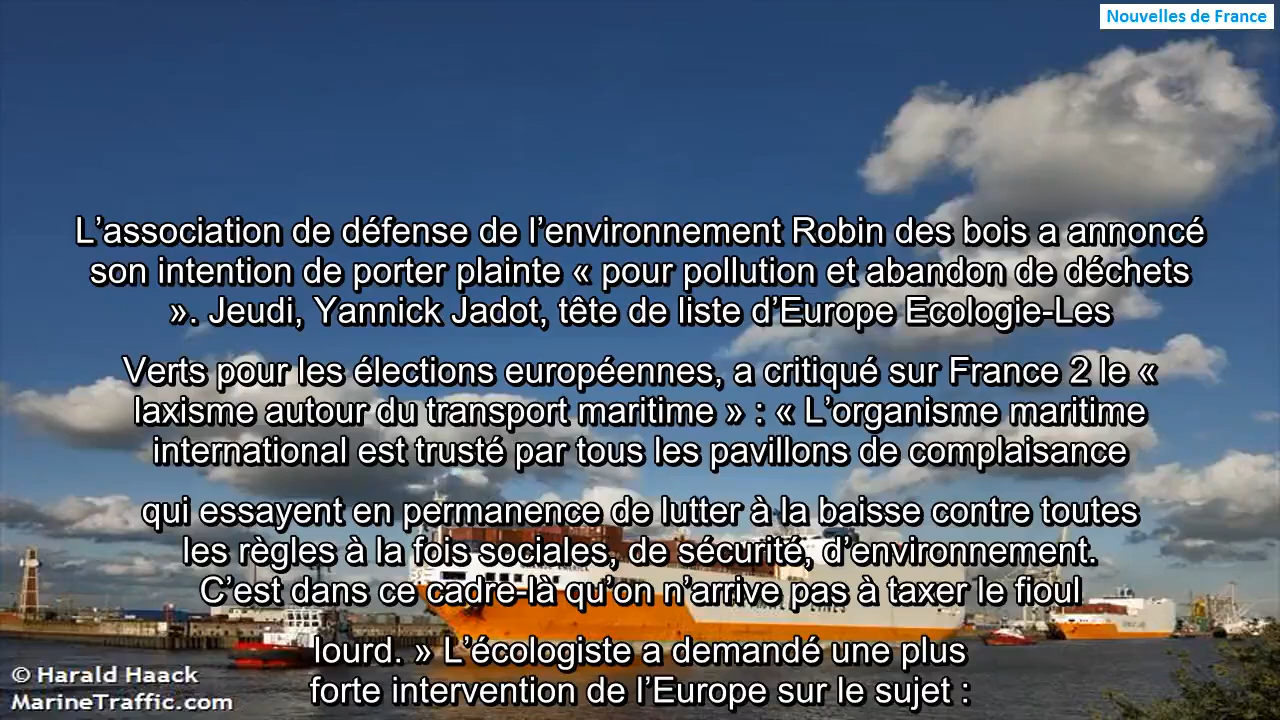 Nouvelles de France
L’association de défense de l’environnement Robin des bois a annoncé
son intention de porter plainte « pour pollution et abandon de déchets
». Jeudi, Yannick Jadot, tête de liste d’Europe Ecologie-Les
Verts pour les élections européennes, a critiqué sur France 2 le «
laxisme autour du transport maritime » : « L’organisme maritime
international est trusté par tous les pavillons de complaisance
qui essayent en permanence de lutter à la baisse contre toutes
les règles à la fois sociales, de sécurité, d’environnement.
C’est dans ce cadre-là qu’on n’arrive pas à taxer le fioul
lourd. » L’écologiste a demandé une plus
forte intervention de l’Europe sur le sujet :
© Harald Haack
MarineTraffic.com